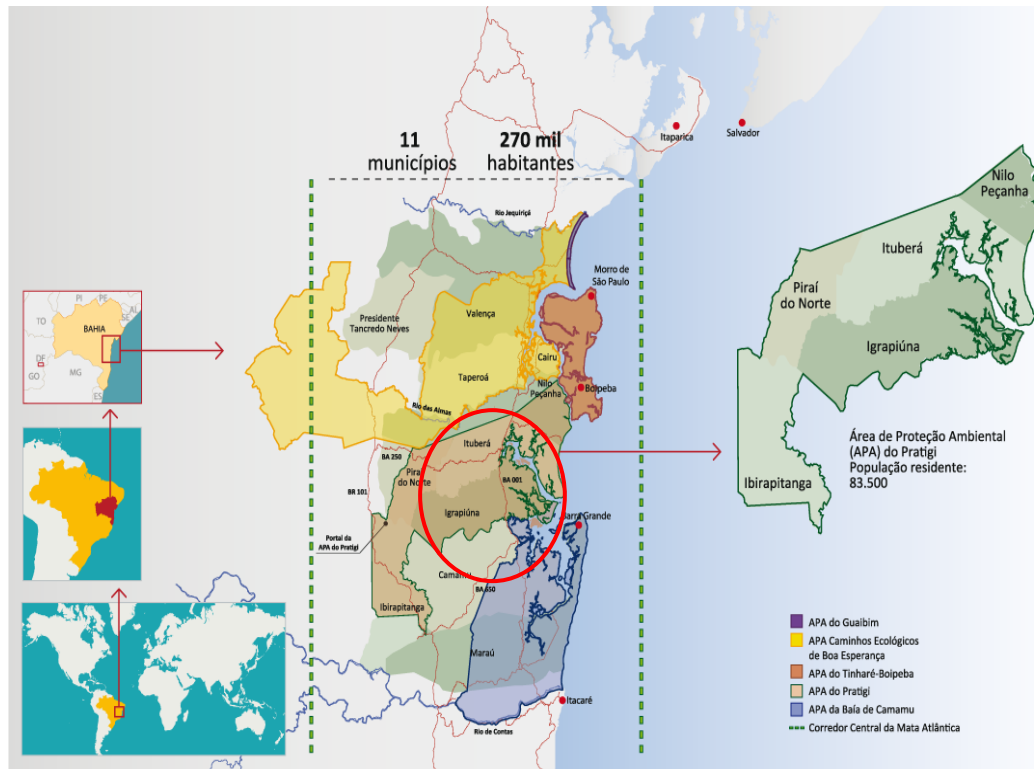 11
municípios
270 mil
habitantes
Itaparica
Salvador
Rio Jequiriçá
Morro de
São Paulo
Presidente
Tancredo Neves
Valença
Cairu
Taperoá
Nilo
Peçanha
Boipeba
Rio das Almas
Ituberá
BA 250
Piraí
do Norte
BA 001
BR 101
Igrapiúna
Barra Grande
Portal da
APA do Pratigi
Camamu
BA 650
Ibirapitanga
Maraú
Itacaré
Rio de Contas
PI
PE
AL
SE
TO
BAHIA
DF
GO
MG
ES
Nilo
Peçanha
Ituberá
Piraí
do Norte
Igrapiúna
Ibirapitanga
Área de Proteção Ambiental
(APA) do Pratigi
População residente:
83.500
APA do Guaibim
APA Caminhos Ecológicos
de Boa Esperança
APA do Tinharé-Boipeba
APA do Pratigi
APA da Baía de Camamu
Corredor Central da Mata Atlântica